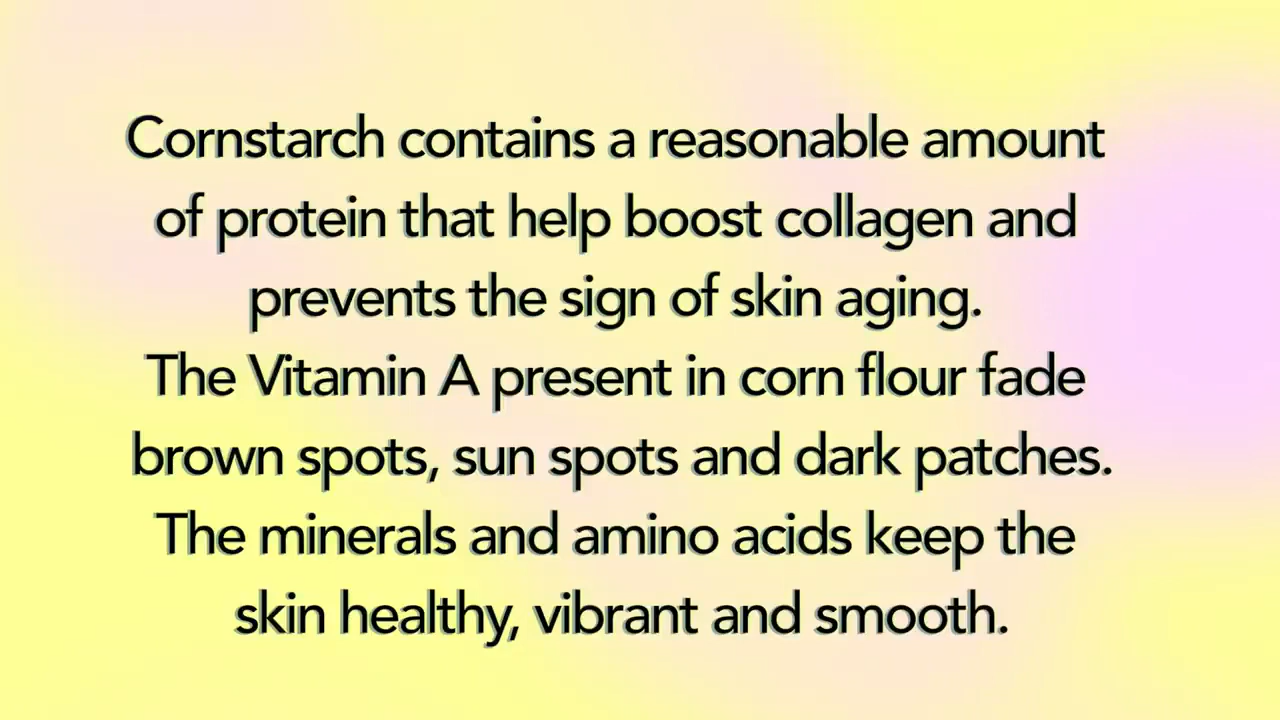 Cornstarch contains a reasonable amount
of protein that help boost collagen and
prevents the sign of skin aging.
The Vitamin A present in corn flour fade
brown spots, sun spots and dark patches.
The minerals and amino acids keep the
skin healthy, vibrant and smooth.